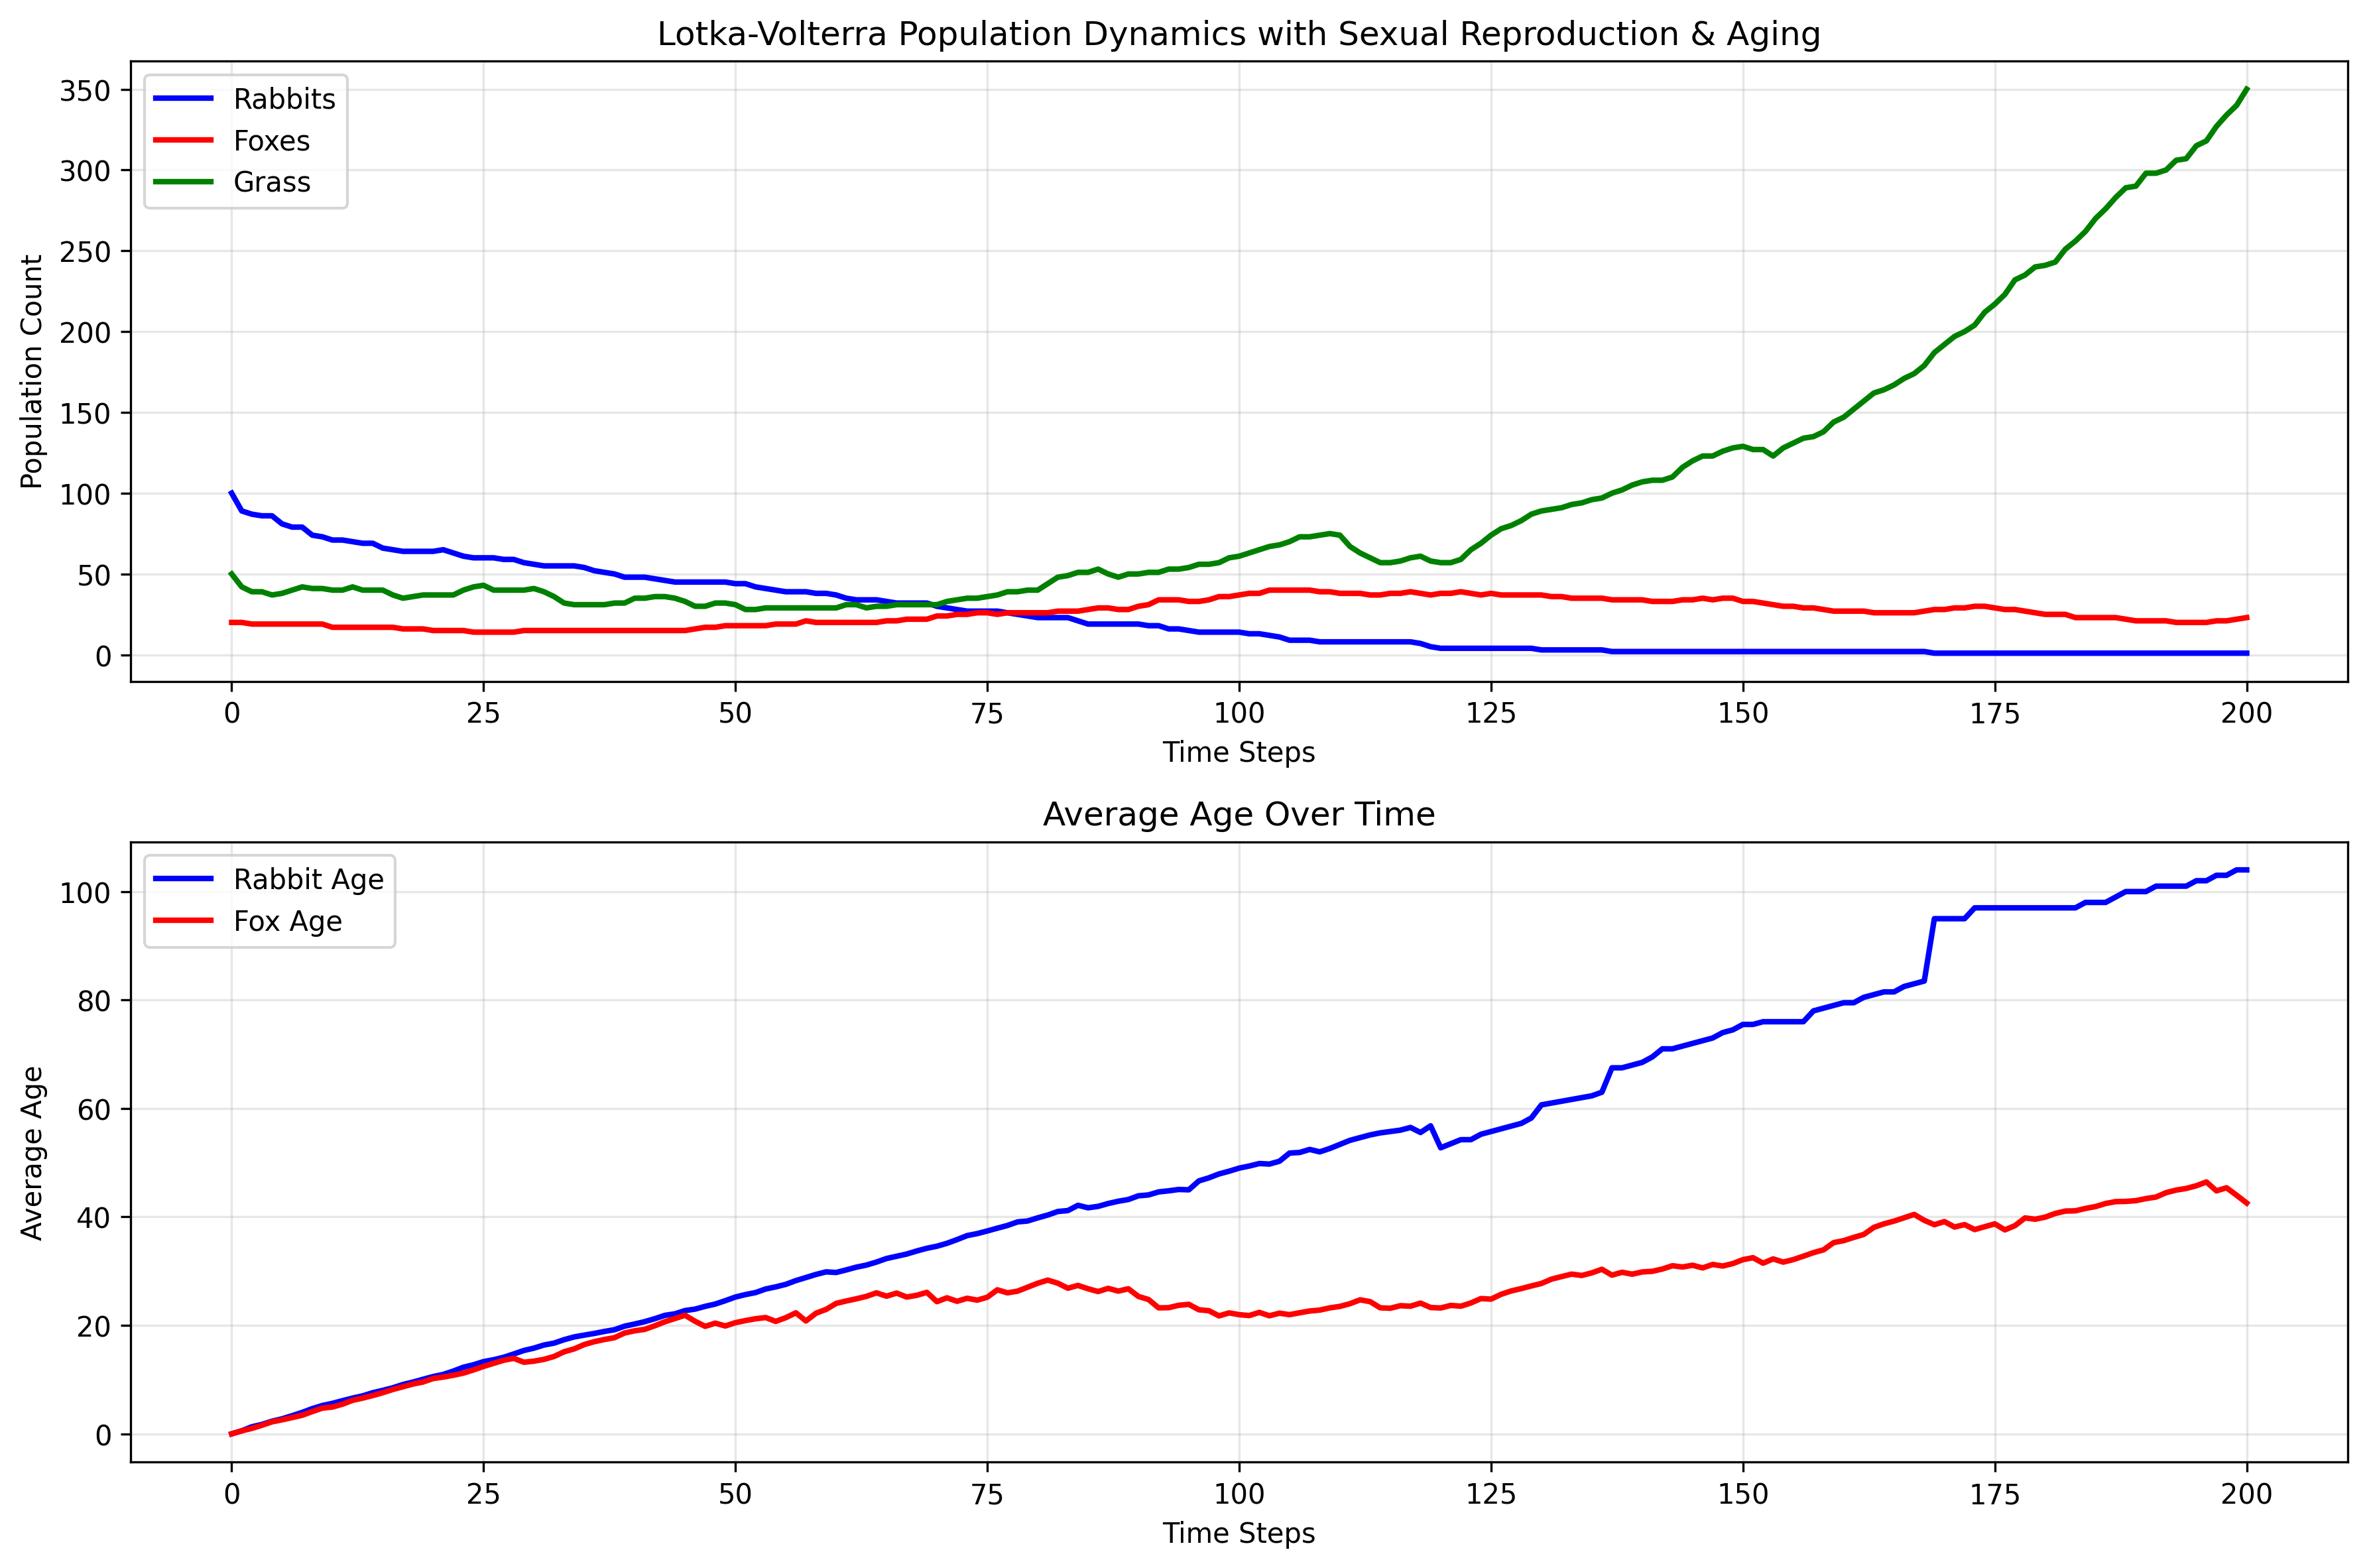 Lotka-Volterra Population Dynamics with Sexual Reproduction & Aging
Rabbits
Foxes
Grass
Population Count
350
300
250
200
150
100
50
0
0 25 50 75 100 125 150 175 200
Time Steps
Average Age Over Time
Rabbit Age
Fox Age
Average Age
100
80
60
40
20
0
0 25 50 75 100 125 150 175 200
Time Steps